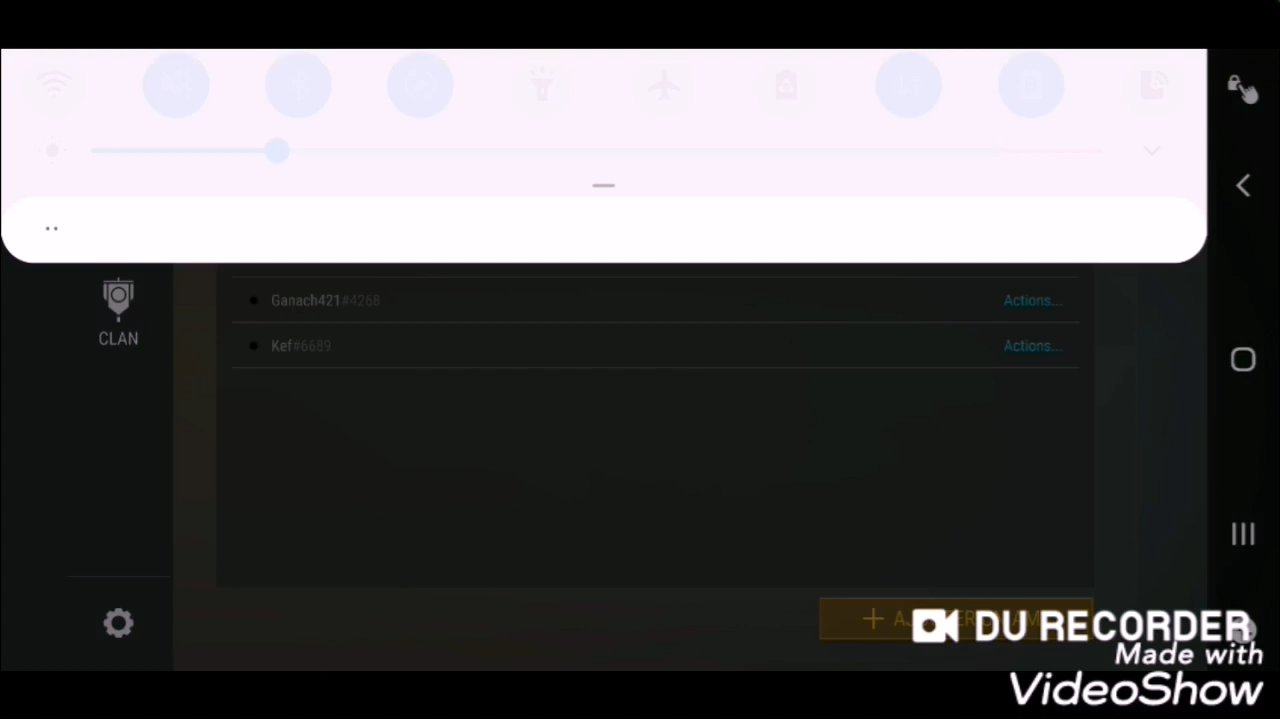 Ganach421#4268 Actions...
Kef#6689 Actions...
CLAN
DU RECORDER
Made with
VideoShow